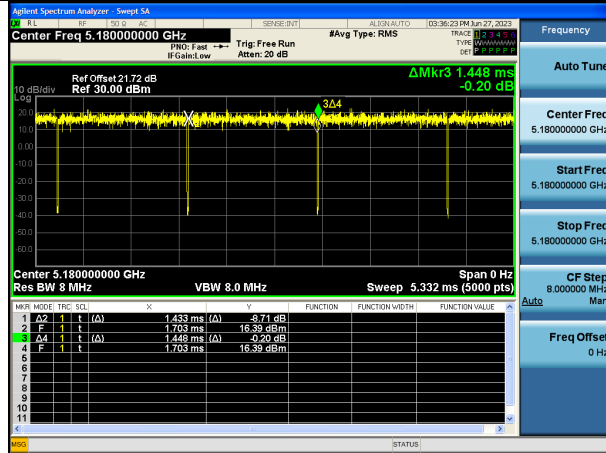 Agilent Spectrum Analyzer - Swept SA
RL RF 50 Ω AC SENSE:INT ALIGN AUTO 03:36:23 PM Jun 27, 2023
Center Freq 5.180000000 GHz
PNO: Fast
IFGain:Low
Trig: Free Run
Atten: 20 dB
#Avg Type: RMS
TRACE 1 2 3 4 5 6
TYPE
DET P P P P P P
Frequency
Auto Tune
Center Freq
5.180000000 GHz
Start Freq
5.180000000 GHz
Stop Freq
5.180000000 GHz
CF Step
8.000000 MHz
Auto Man
Freq Offset
0 Hz
ΔMkr3 1.448 ms
-0.20 dB
Ref Offset 21.72 dB
10 dB/div Ref 30.00 dBm
Log
20.0
10.0
0.00
-10.0
-20.0
-30.0
-40.0
-50.0
-60.0
3Δ4
Center 5.180000000 GHz Span 0 Hz
Res BW 8 MHz VBW 8.0 MHz Sweep 5.332 ms (5000 pts)
MKR MODE TRC SCL X Y FUNCTION FUNCTION WIDTH FUNCTION VALUE
1 Δ2 1 t (Δ) 1.433 ms (Δ) -8.71 dB
2 F 1 t 1.703 ms 16.39 dBm
3 Δ4 1 t (Δ) 1.448 ms (Δ) -0.20 dB
4 F 1 t 1.703 ms 16.39 dBm
5
6
7
8
9
10
11
MSG STATUS